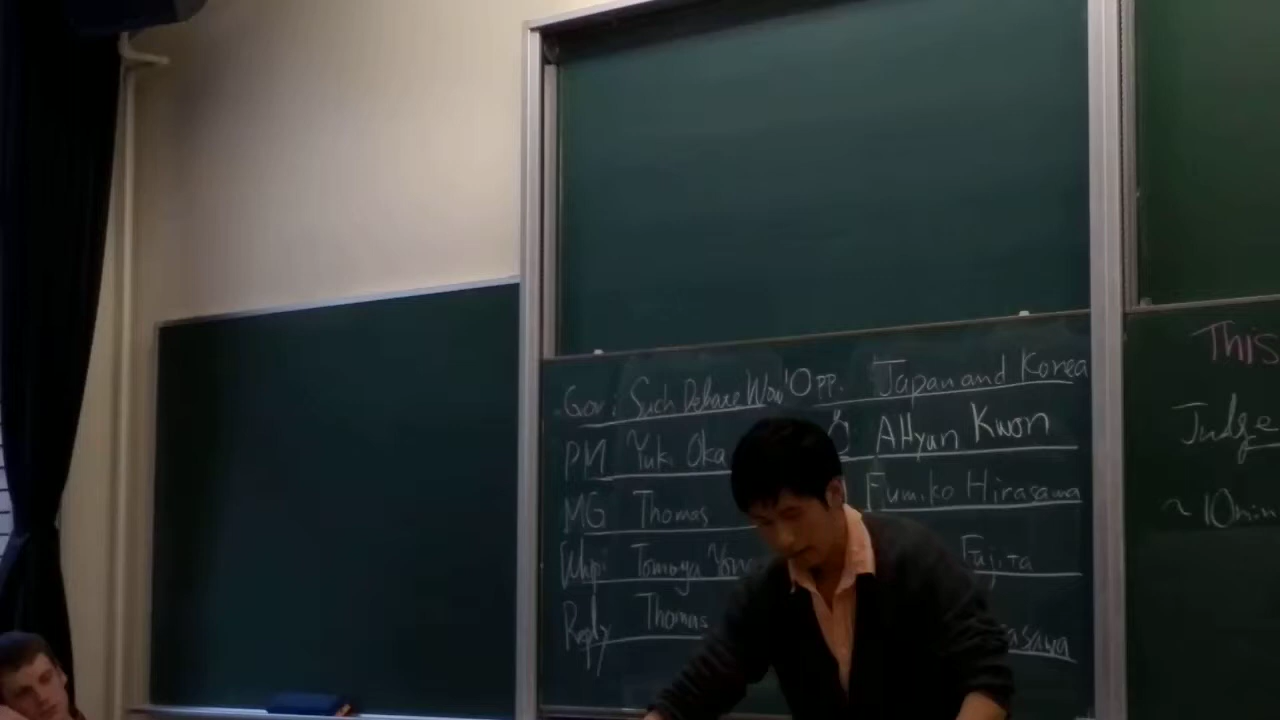 Gov: Such Debate Wow! Opp. Japan and Korea
PM Yuki Oka AHyun Kwon
MG Thomas Fumiko Hirasawa
Whip: Tomoya Fujita
Reply Thomas asawa
This
Judge
~10min